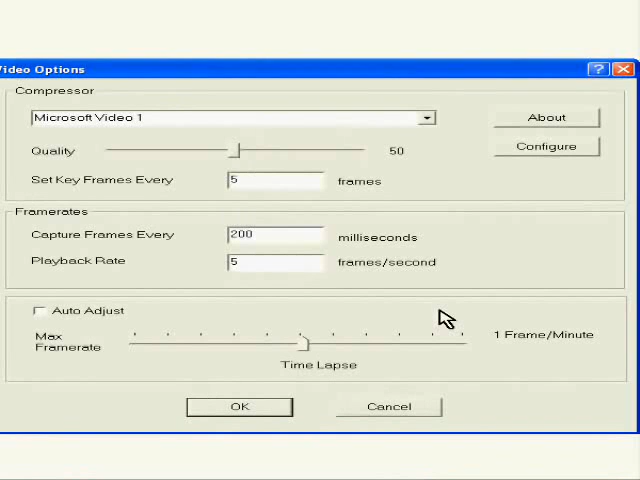 Video Options
Compressor
Microsoft Video 1
About
Quality
50
Configure
Set Key Frames Every
5
frames
Framerates
Capture Frames Every
200
milliseconds
Playback Rate
5
frames/second
Auto Adjust
Max
Framerate
1 Frame/Minute
Time Lapse
OK
Cancel